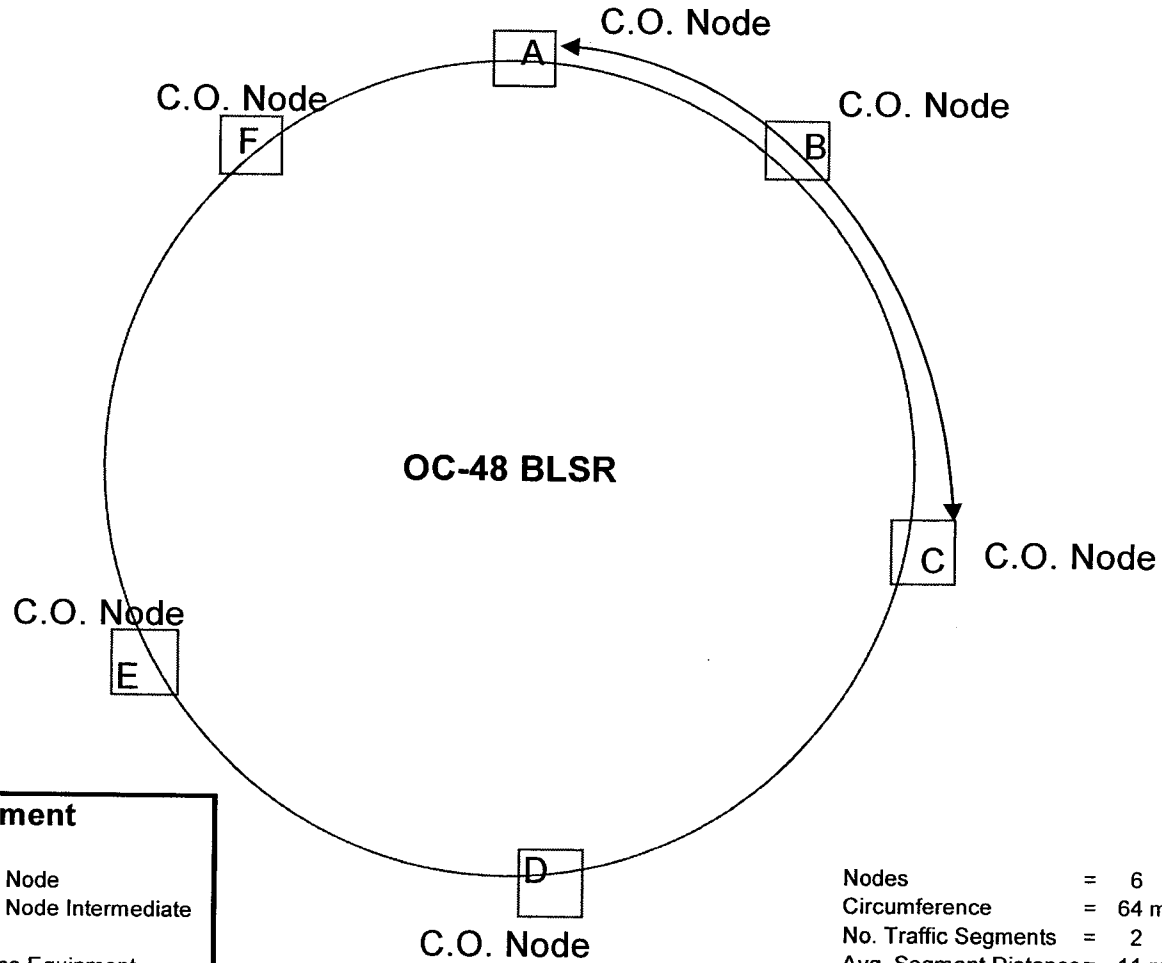 C.O. Node
A
C.O. Node
C.O. Node
B
F
OC-48 BLSR
C
C.O. Node
C.O. Node
E
D
C.O. Node
Node
Node Intermediate
Nodes = 6
Circumference = 64
No. Traffic Segments = 2